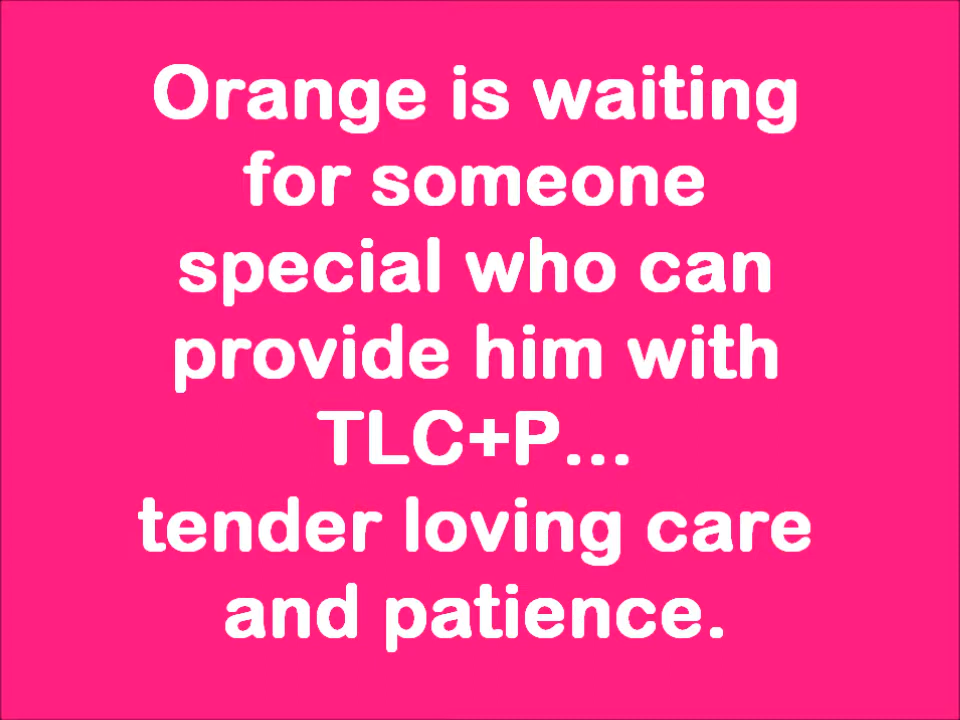 Orange is waiting
for someone
special who can
provide him with
TLC+P...
tender loving care
and patience.